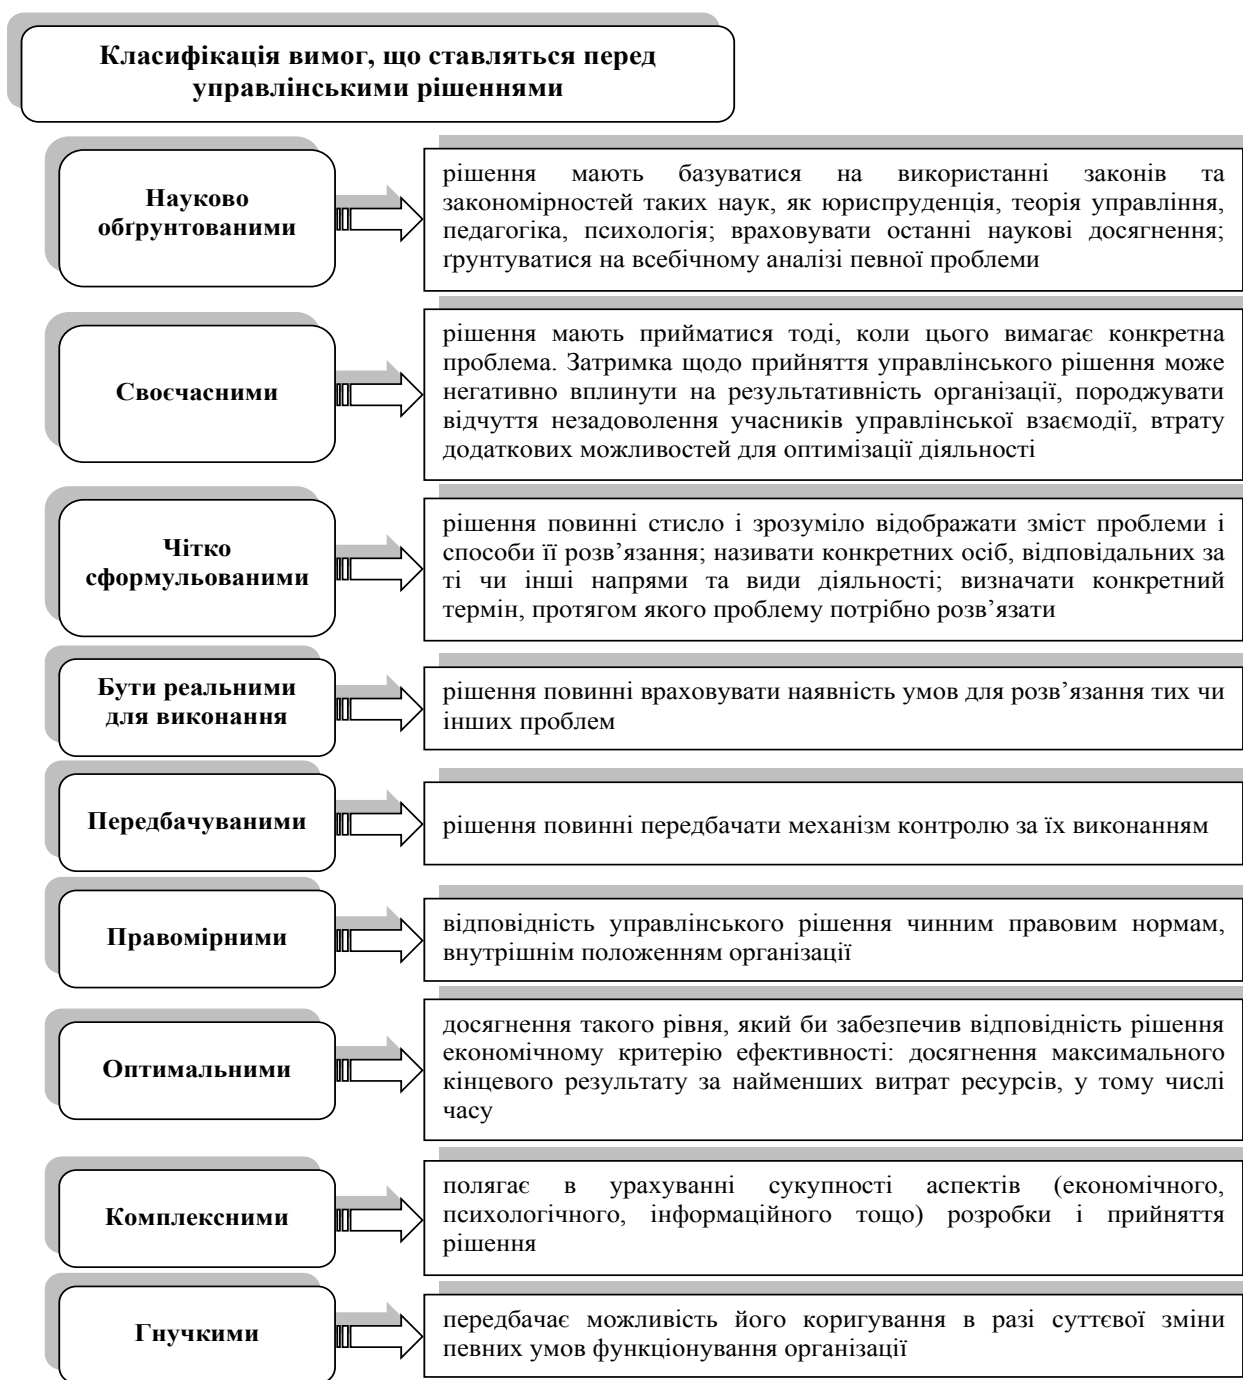 Класифікація вимог, що ставляться перед
управлінськими рішеннями
Науково
обґрунтованими
рішення мають базуватися на використанні законів та
закономірностей таких наук, як юриспруденція, теорія управління,
педагогіка, психологія; враховувати останні наукові досягнення;
ґрунтуватися на всебічному аналізі певної проблеми
Своєчасними
рішення мають прийматися тоді, коли цього вимагає конкретна
проблема. Затримка щодо прийняття управлінського рішення може
негативно вплинути на результативність організації, породжувати
відчуття незадоволення учасників управлінської взаємодії, втрату
додаткових можливостей для оптимізації діяльності
Чітко
сформульованими
рішення повинні стисло і зрозуміло відображати зміст проблеми і
способи її розв’язання; називати конкретних осіб, відповідальних за
ті чи інші напрями та види діяльності; визначати конкретний
термін, протягом якого проблему потрібно розв’язати
Бути реальними
для виконання
рішення повинні враховувати наявність умов для розв’язання тих чи
інших проблем
Передбачуваними
рішення повинні передбачати механізм контролю за їх виконанням
Правомірними
відповідність управлінського рішення чинним правовим нормам,
внутрішнім положенням організації
Оптимальними
досягнення такого рівня, який би забезпечив відповідність рішення
економічному критерію ефективності: досягнення максимального
кінцевого результату за найменших витрат ресурсів, у тому числі
часу
Комплексними
полягає в урахуванні сукупності аспектів (економічного,
психологічного, інформаційного тощо) розробки і прийняття
рішення
Гнучкими
передбачає можливість його коригування в разі суттєвої зміни
певних умов функціонування організації